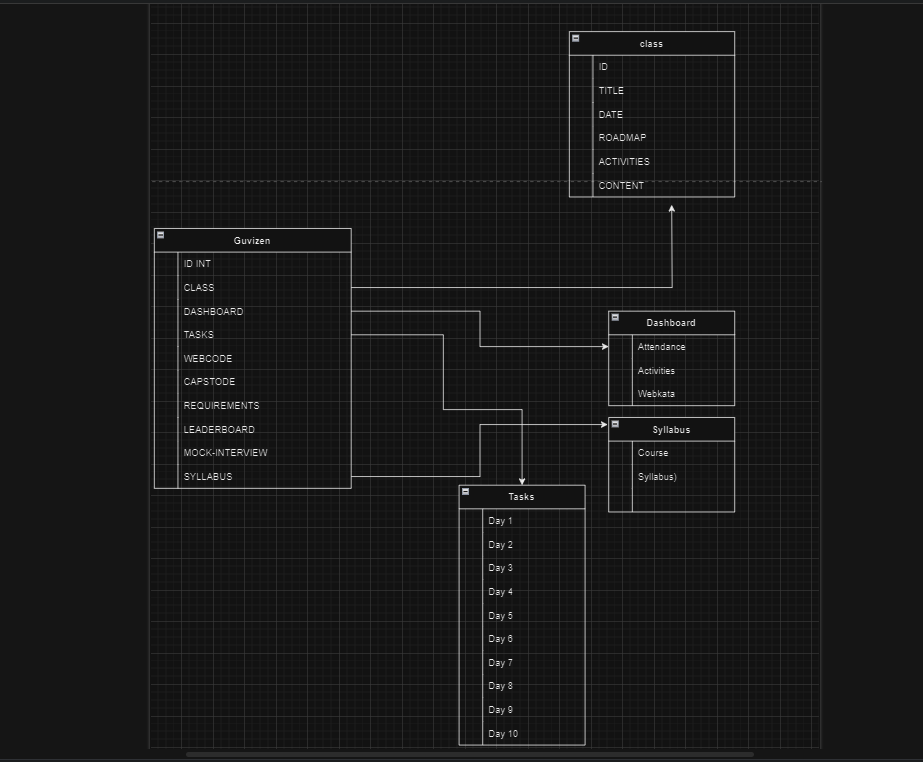 class
ID
TITLE
DATE
ROADMAP
ACTIVITIES
CONTENT
Guvizen
ID INT
CLASS
DASHBOARD
TASKS
WEBCODE
CAPSTODE
REQUIREMENTS
LEADERBOARD
MOCK-INTERVIEW
SYLLABUS
Dashboard
Attendance
Activities
Webkata
Syllabus
Course
Syllabus)
Tasks
Day 1
Day 2
Day 3
Day 4
Day 5
Day 6
Day 7
Day 8
Day 9
Day 10